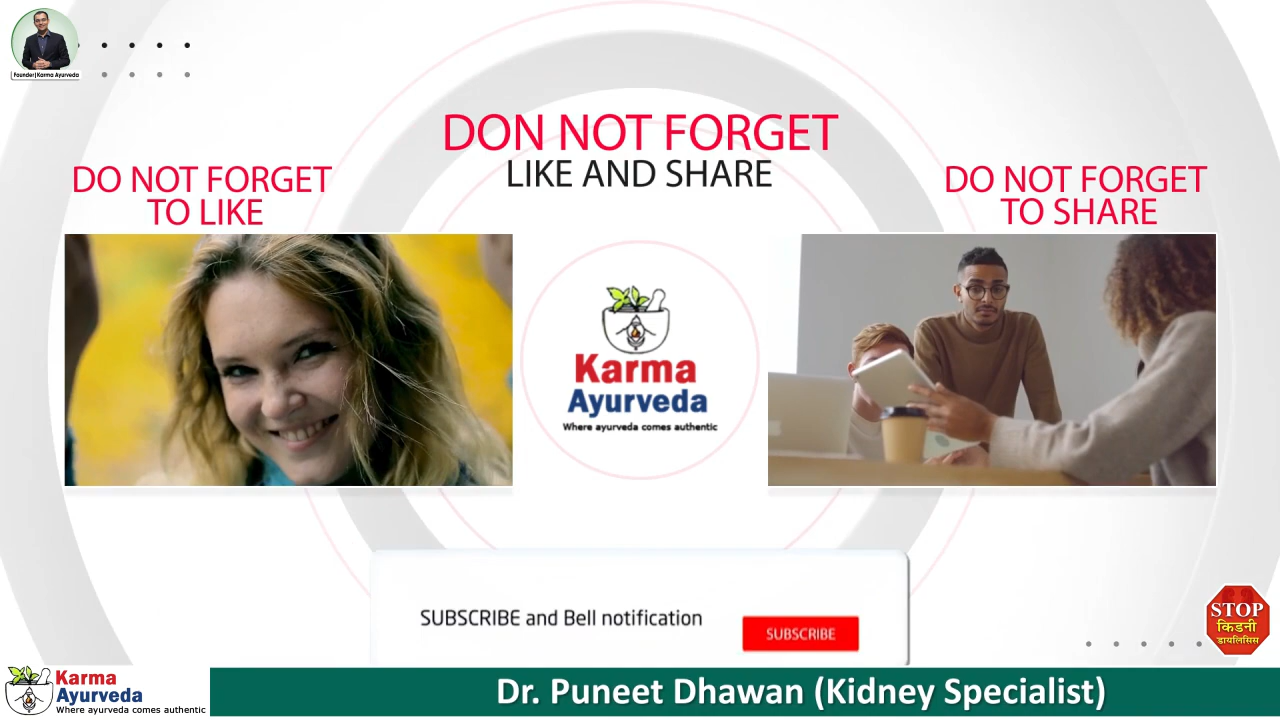 Founder|Karma Ayurveda
DON NOT FORGET
LIKE AND SHARE
DO NOT FORGET
TO LIKE
DO NOT FORGET
TO SHARE
Karma
Ayurveda
Where ayurveda comes authentic
SUBSCRIBE and Bell notification
SUBSCRIBE
STOP
किडनी
डायलिसिस
Karma
Ayurveda
Where ayurveda comes authentic
Dr. Puneet Dhawan (Kidney Specialist)